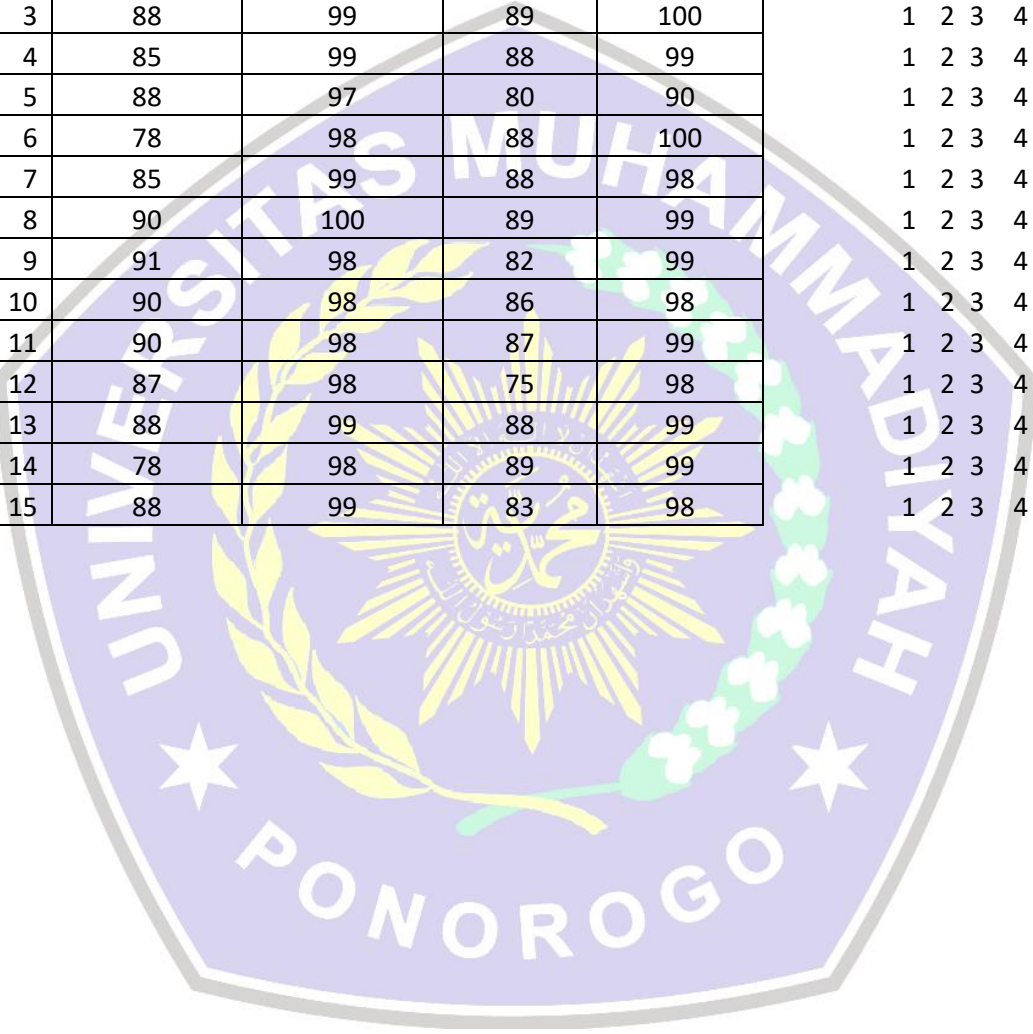 3 88 99 89 100 1 2 3 4
4 85 99 88 99 1 2 3 4
5 88 97 80 90 1 2 3 4
6 78 98 88 100 1 2 3 4
7 85 99 88 98 1 2 3 4
8 90 100 89 99 1 2 3 4
9 91 98 82 99 1 2 3 4
10 90 98 86 98 1 2 3 4
11 90 98 87 99 1 2 3 4
12 87 98 75 98 1 2 3 4
13 88 99 88 99 1 2 3 4
14 78 98 89 99 1 2 3 4
15 88 99 83 98 1 2 3 4
UNIVERSITAS MUHAMMADIYAH
PONOROGO
محمدية